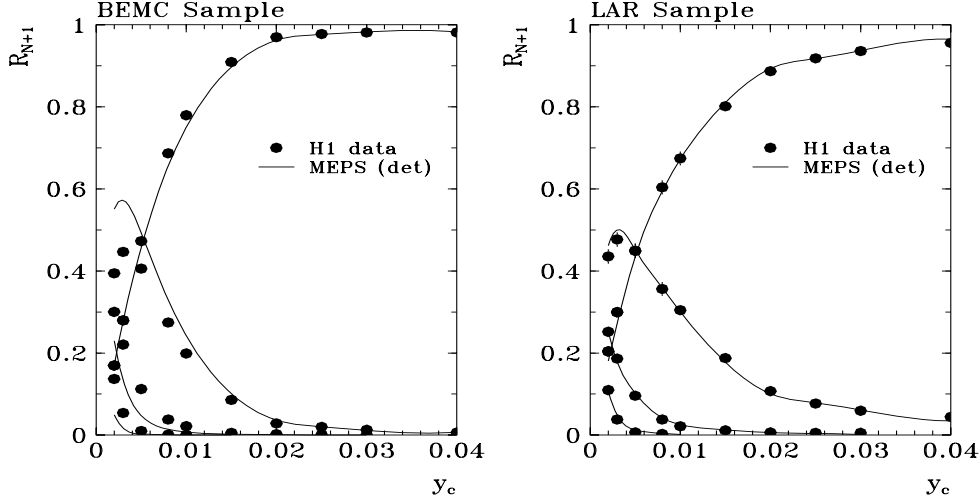 BEMC Sample
R_{N+1}
1
0.8
0.6
0.4
0.2
0
H1 data
MEPS (det)
0
0.01
0.02
0.03
0.04
y_c
LAR Sample
R_{N+1}
1
0.8
0.6
0.4
0.2
0
H1 data
MEPS (det)
0
0.01
0.02
0.03
0.04
y_c